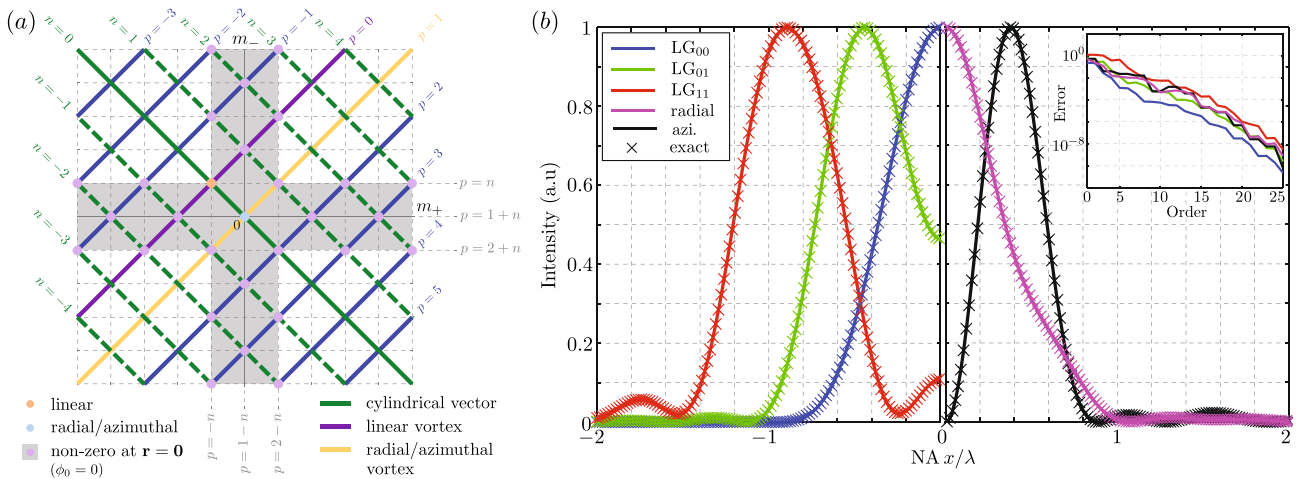 (a)
n = 0
n = 1
p = −3
n = 2
p = −2
m₋
n = 3
p = −1
n = 4
p = 0
p = 1
n = −1
p = 2
n = −2
p = 3
p = n
m₊
0
p = 1 + n
n = −3
p = 4
p = 2 + n
n = −4
p = 5
linear
radial/azimuthal
non-zero at r = 0
(ϕ₀ = 0)
p = −n
p = 1 − n
p = 2 − n
cylindrical vector
linear vortex
radial/azimuthal
vortex
(b)
Intensity (a.u)
1
0.8
0.6
0.4
0.2
0
LG₀₀
LG₀₁
LG₁₁
radial
azi.
exact
−2
−1
0
1
2
NA x/λ
Error
10⁰
10⁻⁸
0
5
10
15
20
25
Order